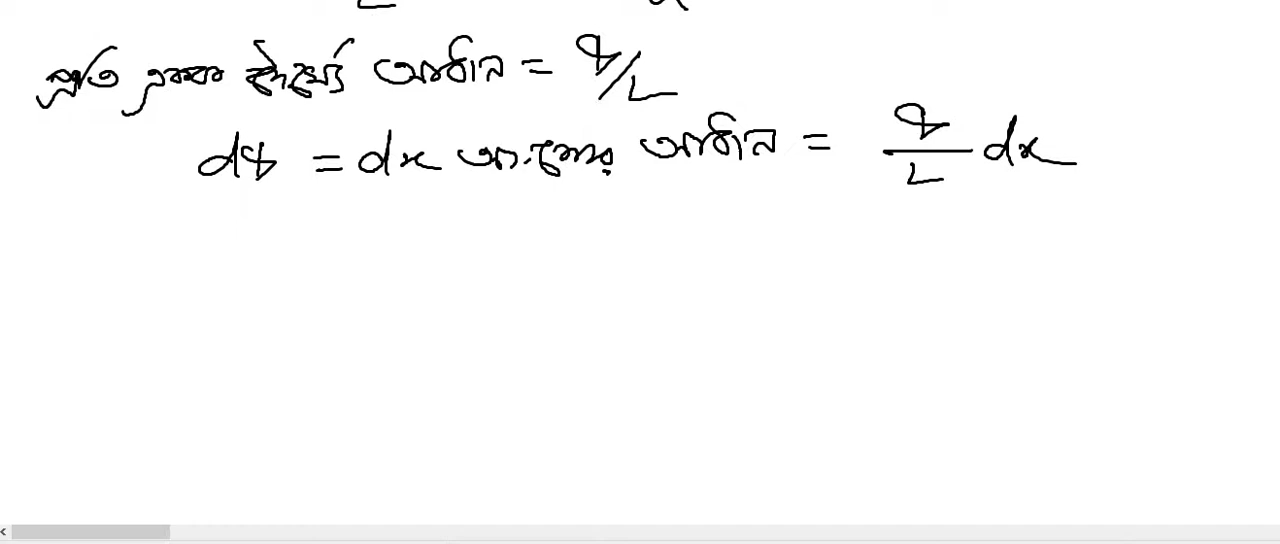 প্রতি একক দৈর্ঘ্যে আধান = q/L
dq = dx অংশের আধান = q/L dx